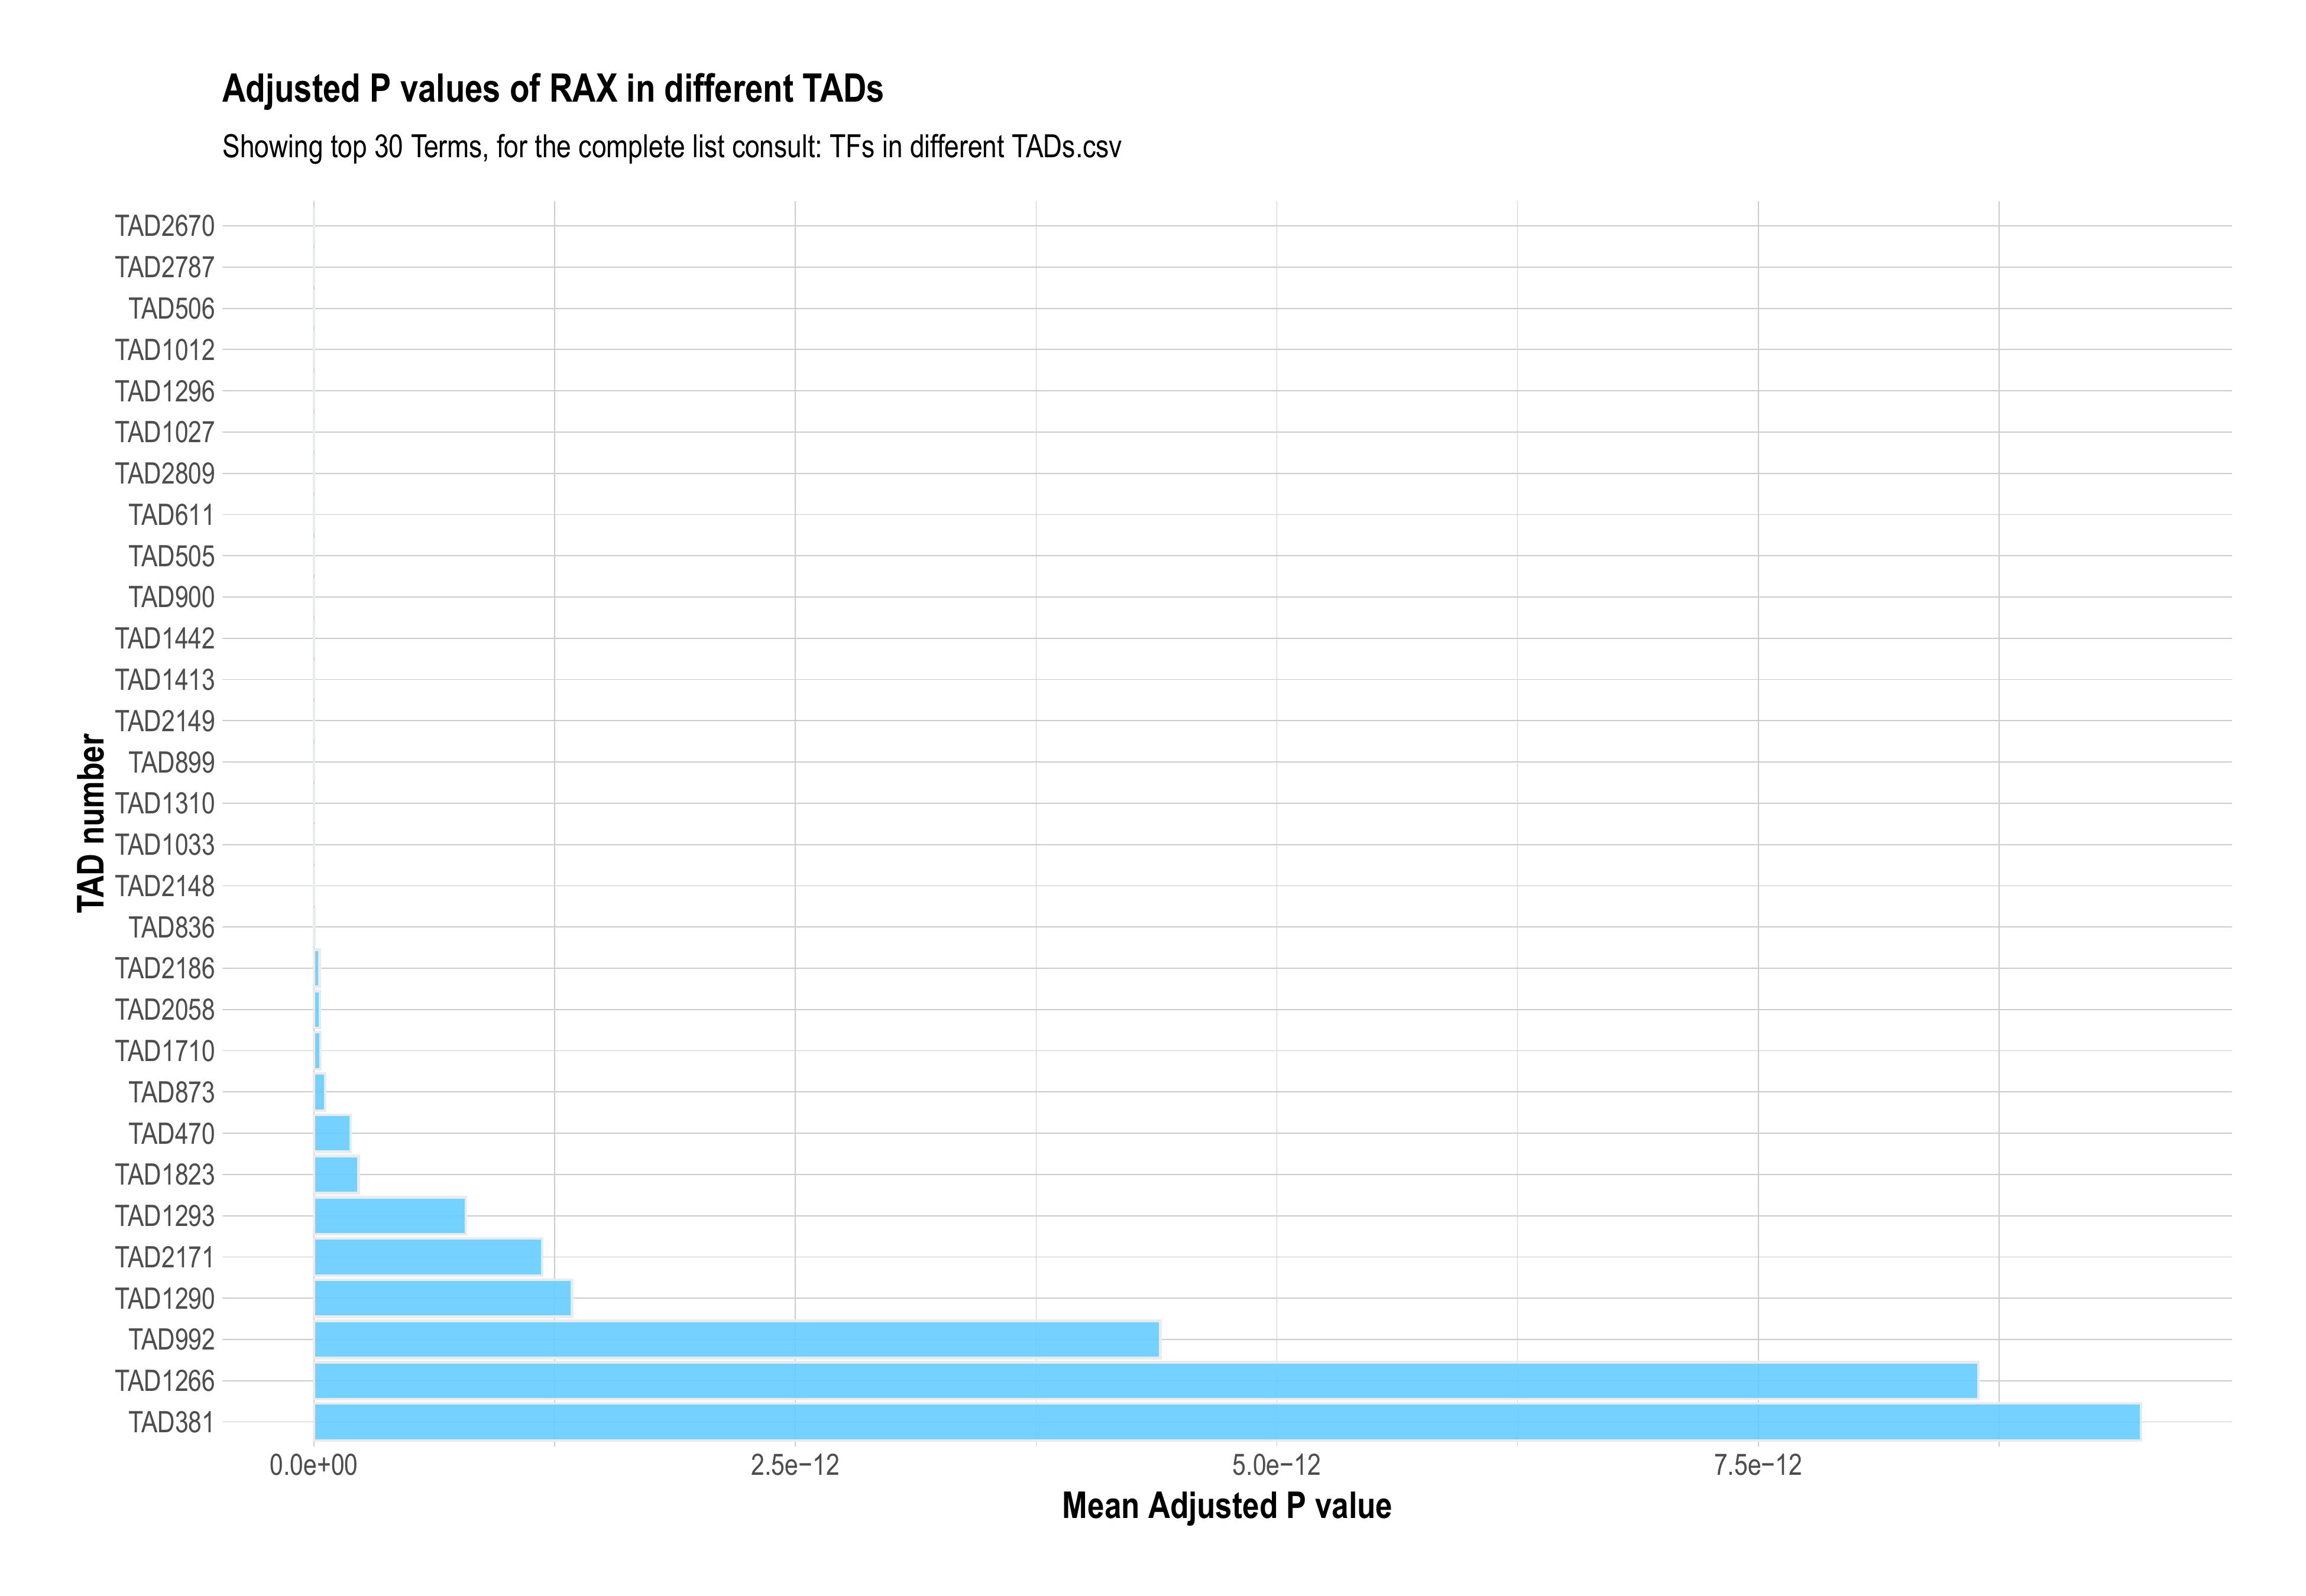 Adjusted P values of RAX in different TADs
Showing top 30 Terms, for the complete list consult: TFs in different TADs.csv
TAD number
TAD2670
TAD2787
TAD506
TAD1012
TAD1296
TAD1027
TAD2809
TAD611
TAD505
TAD900
TAD1442
TAD1413
TAD2149
TAD899
TAD1310
TAD1033
TAD2148
TAD836
TAD2186
TAD2058
TAD1710
TAD873
TAD470
TAD1823
TAD1293
TAD2171
TAD1290
TAD992
TAD1266
TAD381
0.0e+00 2.5e−12 5.0e−12 7.5e−12
Mean Adjusted P value